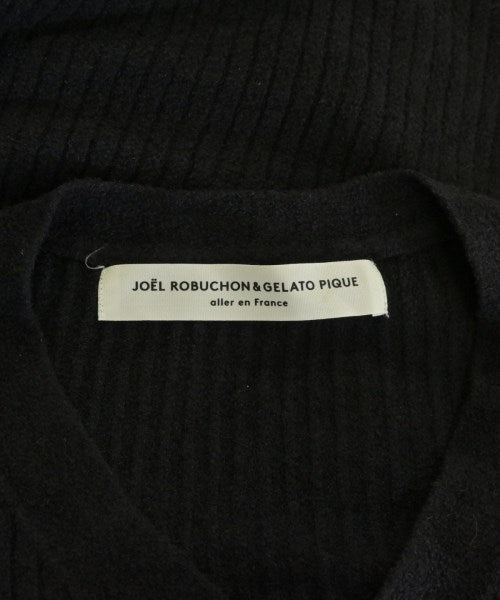 JOËL ROBUCHON&GELATO PIQUE
aller en France